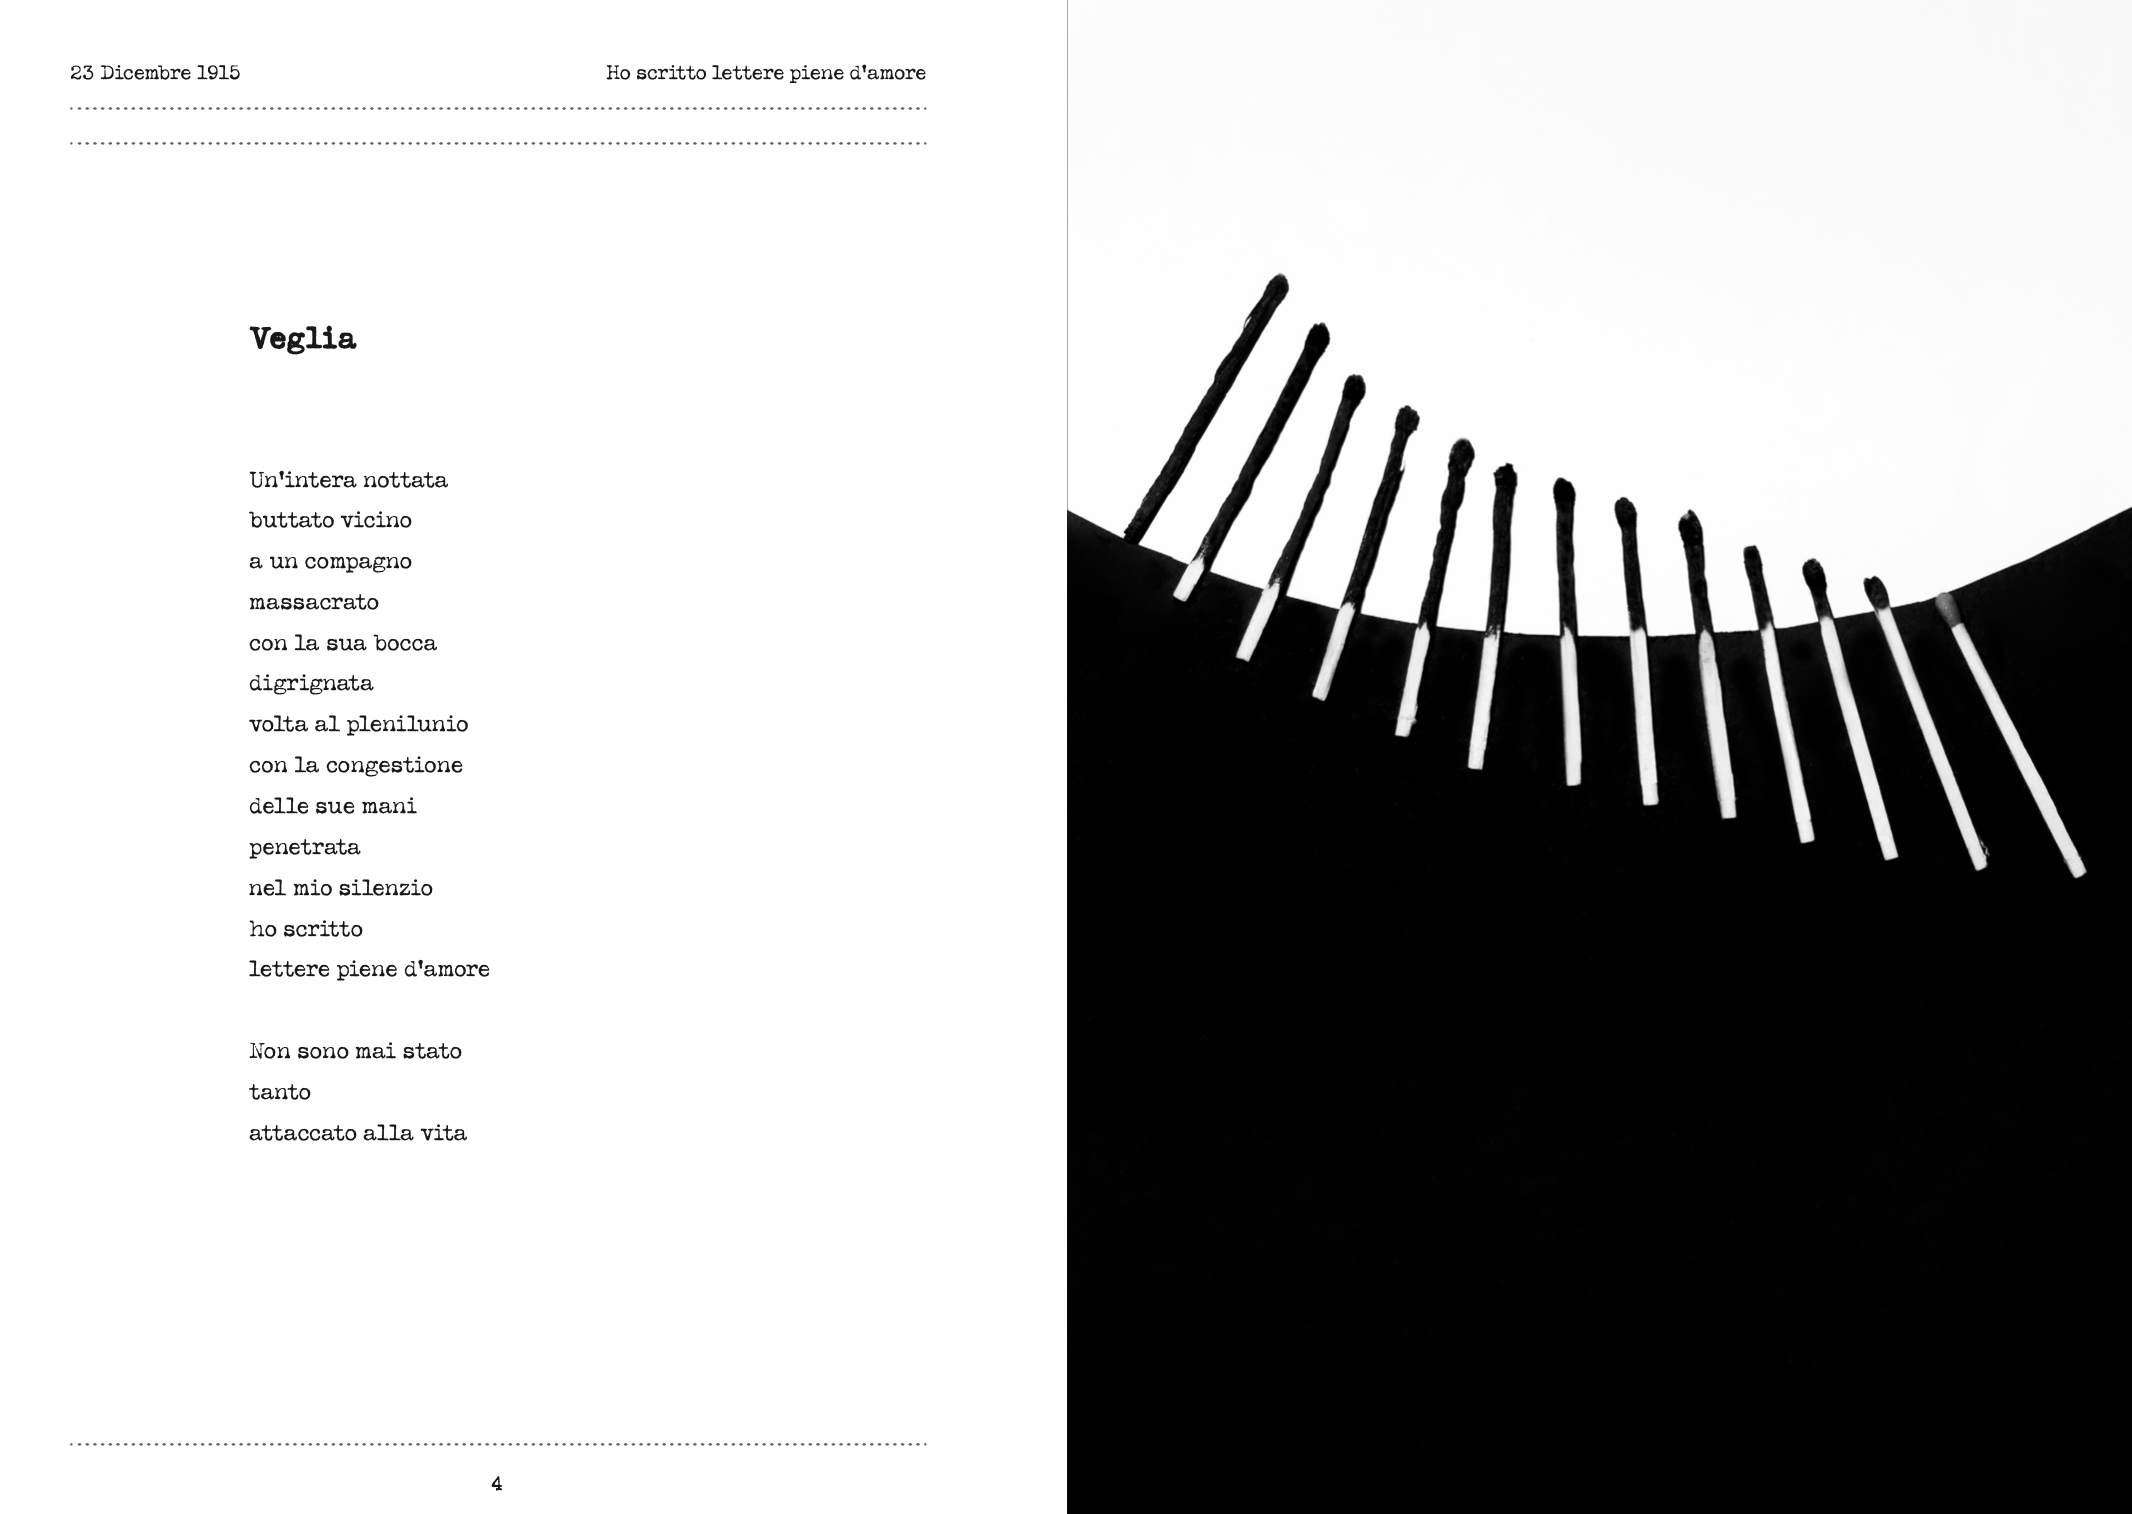 23 Dicembre 1915
Ho scritto lettere piene d'amore
Veglia
Un'intera nottata
buttato vicino
a un compagno
massacrato
con la sua bocca
digrignata
volta al plenilunio
con la congestione
delle sue mani
penetrata
nel mio silenzio
ho scritto
lettere piene d'amore
Non sono mai stato
tanto
attaccato alla vita
4